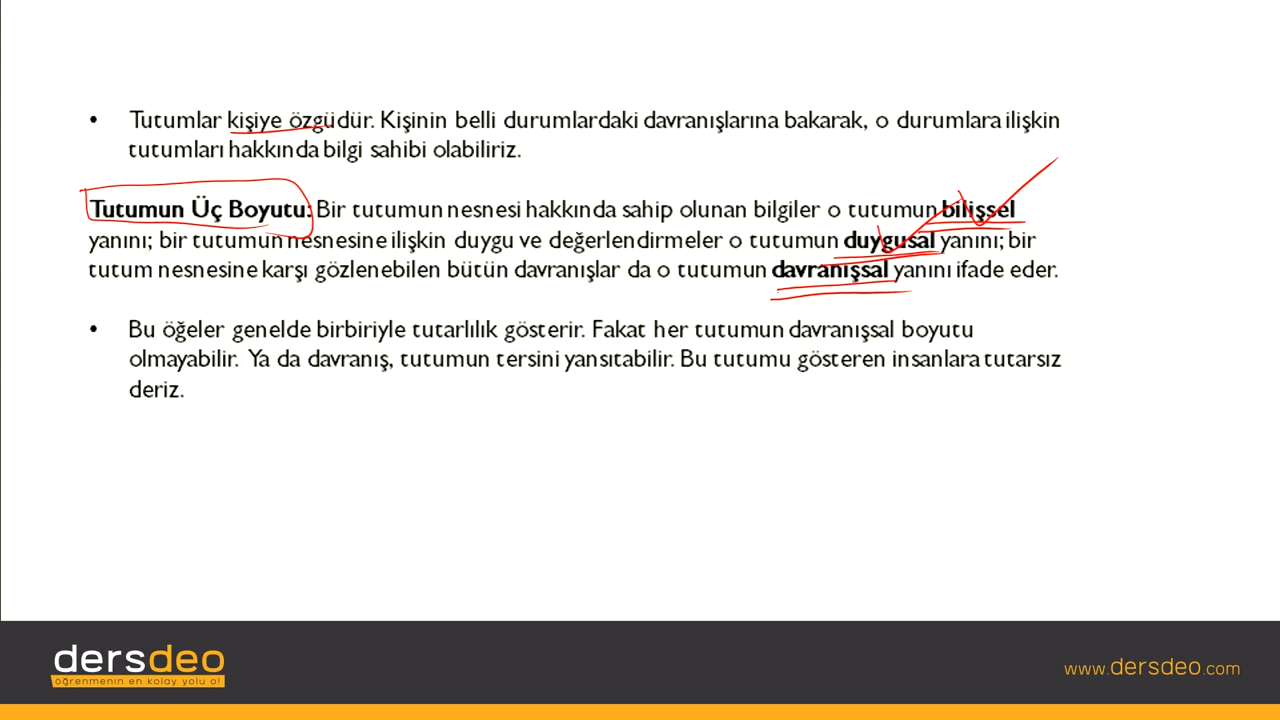 • Tutumlar kişiye özgüdür. Kişinin belli durumlardaki davranışlarına bakarak, o durumlara ilişkin
tutumları hakkında bilgi sahibi olabiliriz.
Tutumun Üç Boyutu: Bir tutumun nesnesi hakkında sahip olunan bilgiler o tutumun bilişsel
yanını; bir tutumun nesnesine ilişkin duygu ve değerlendirmeler o tutumun duygusal yanını; bir
tutum nesnesine karşı gözlenebilen bütün davranışlar da o tutumun davranışsal yanını ifade eder.
• Bu öğeler genelde birbiriyle tutarlılık gösterir. Fakat her tutumun davranışsal boyutu
olmayabilir. Ya da davranış, tutumun tersini yansıtabilir. Bu tutumu gösteren insanlara tutarsız
deriz.
dersdeo
öğrenmenin en kolay yolu o!
www.dersdeo.com